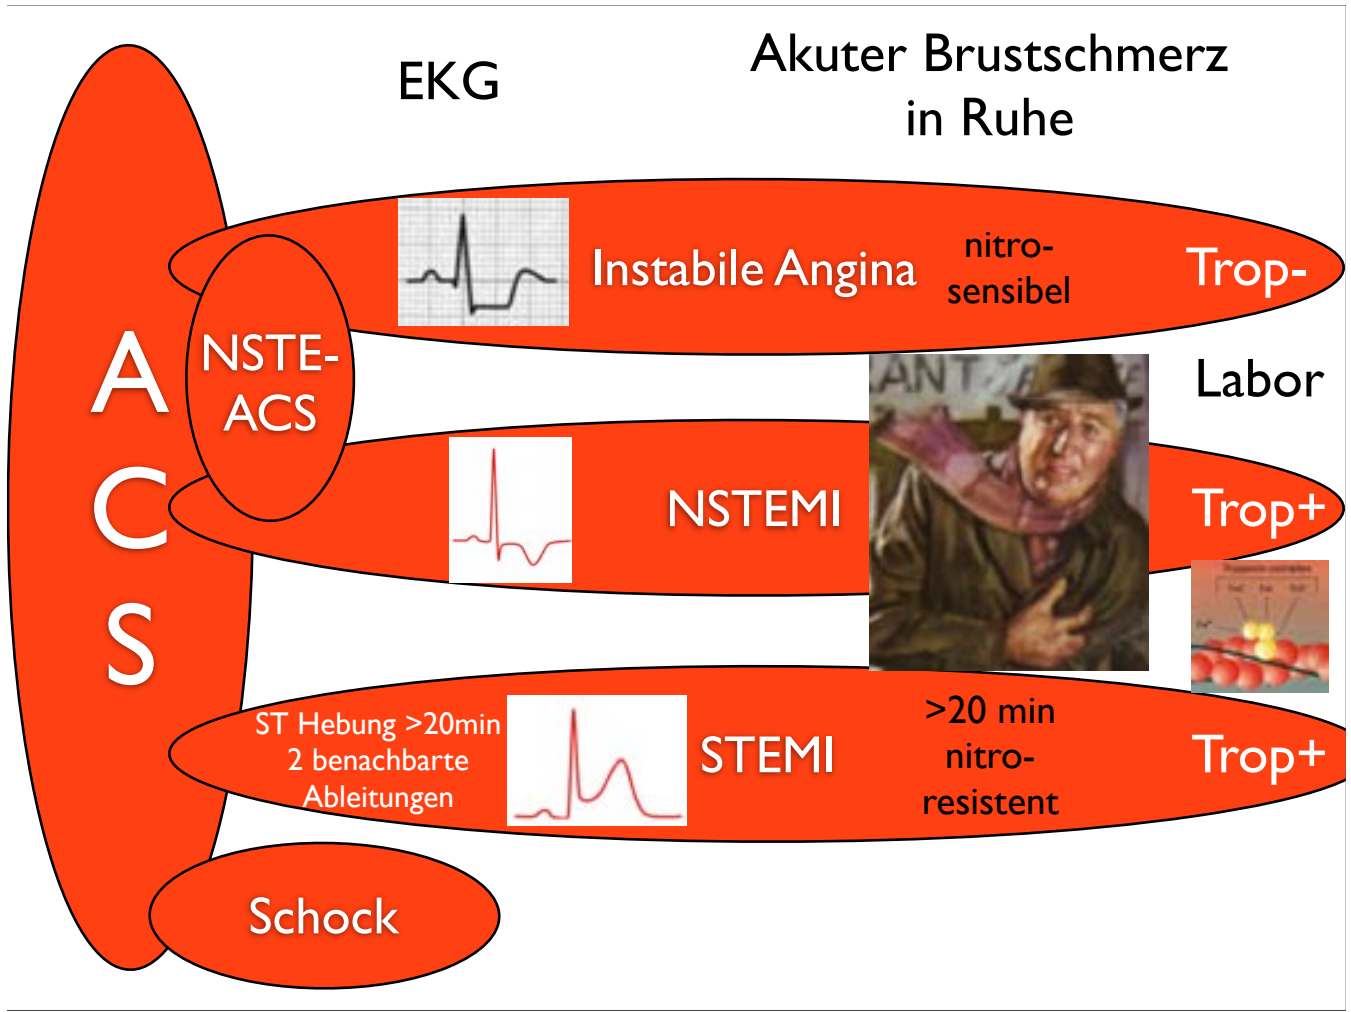 EKG
Akuter Brustschmerz
in Ruhe
Instabile Angina
nitro-
sensibel
Trop-
A
C
S
NSTE-
ACS
Labor
ANT
NSTEMI
Trop+
ST Hebung >20min
2 benachbarte
Ableitungen
STEMI
>20 min
nitro-
resistent
Trop+
Schock